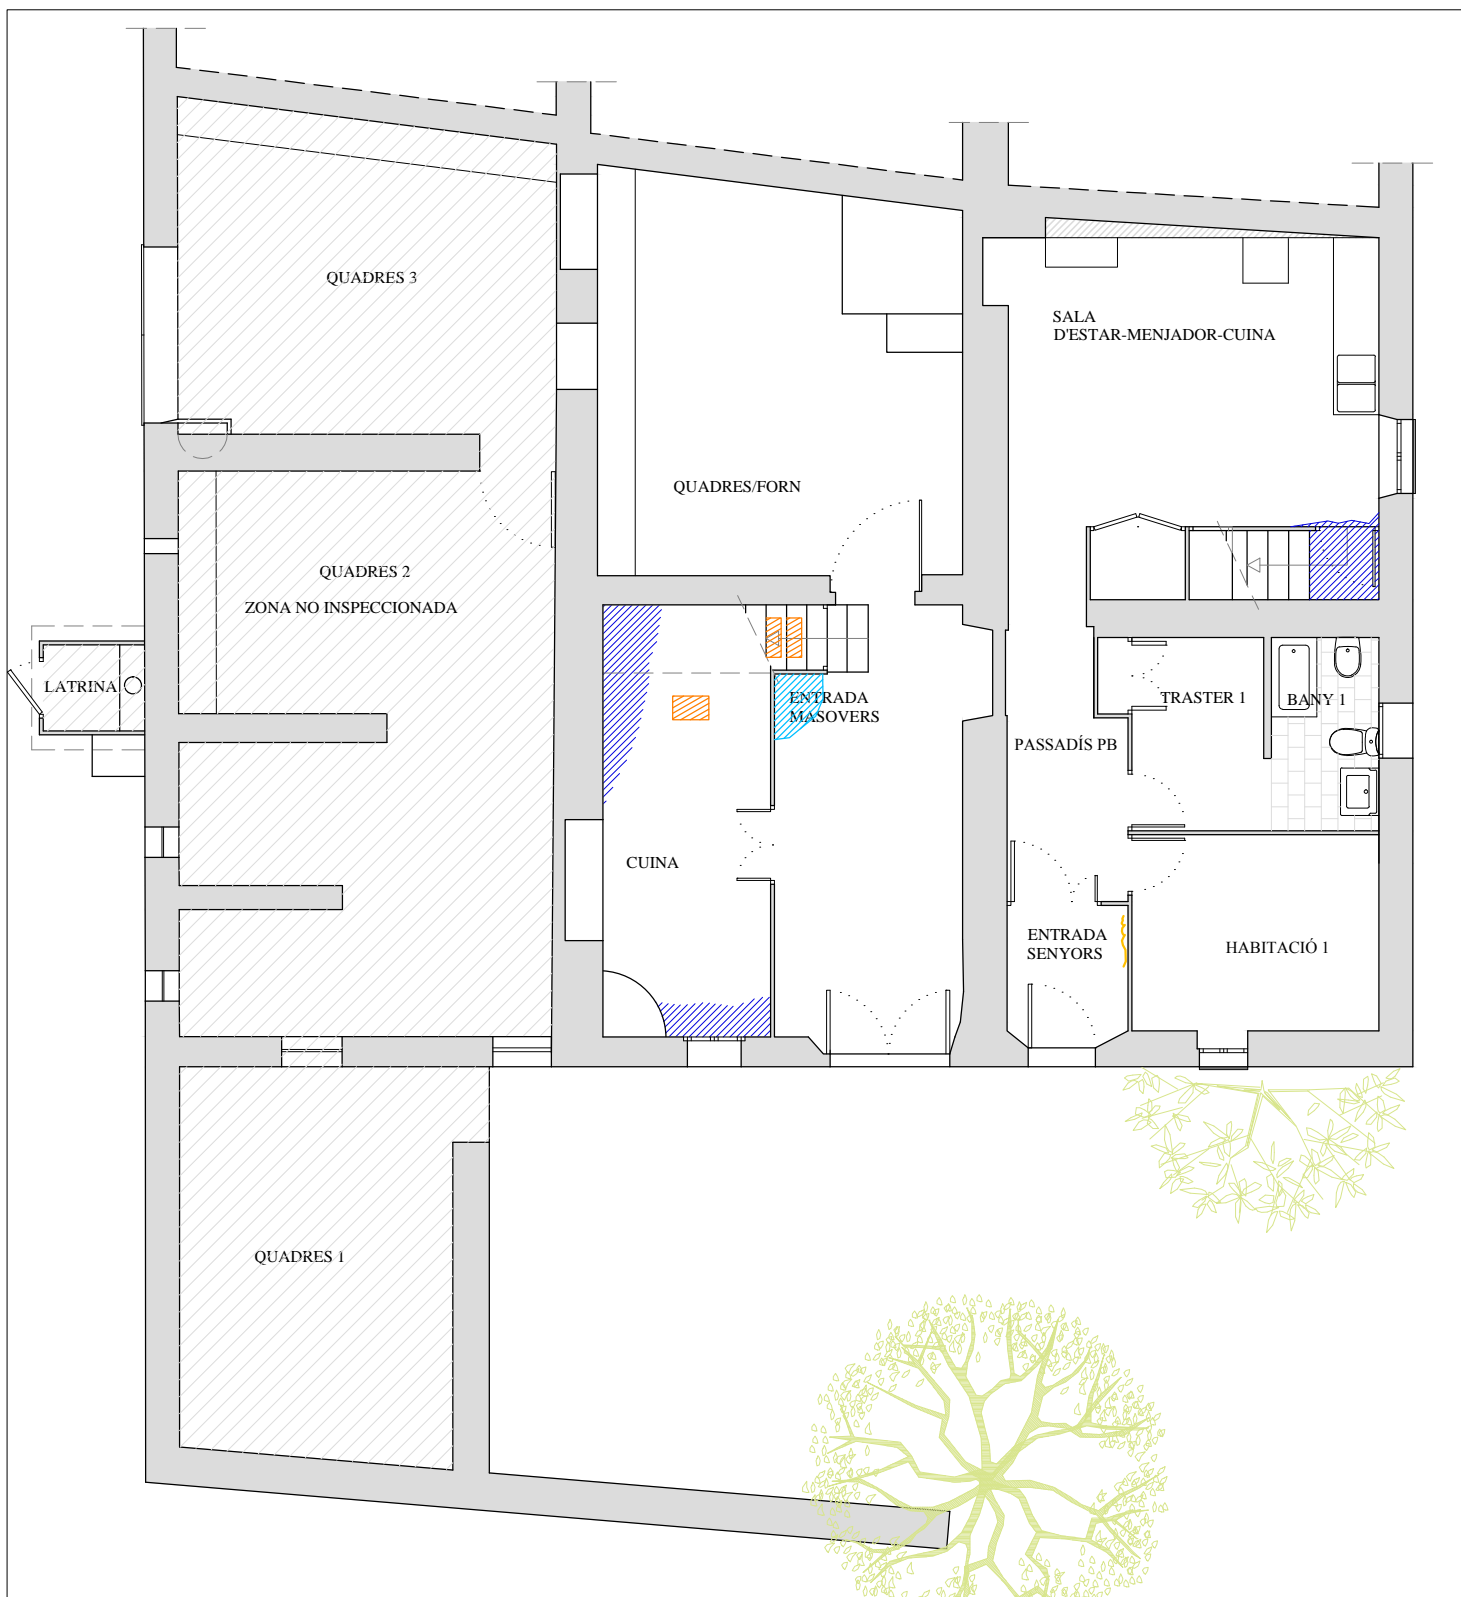 QUADRES 3
SALA
D'ESTAR-MENJADOR-CUINA
QUADRES/FORN
QUADRES 2
ZONA NO INSPECCIONADA
LATRINA
ENTRADA
MASOVERS
TRASTER 1
BANY 1
PASSADÍS PB
CUINA
ENTRADA
SENYORS
HABITACIÓ 1
QUADRES 1